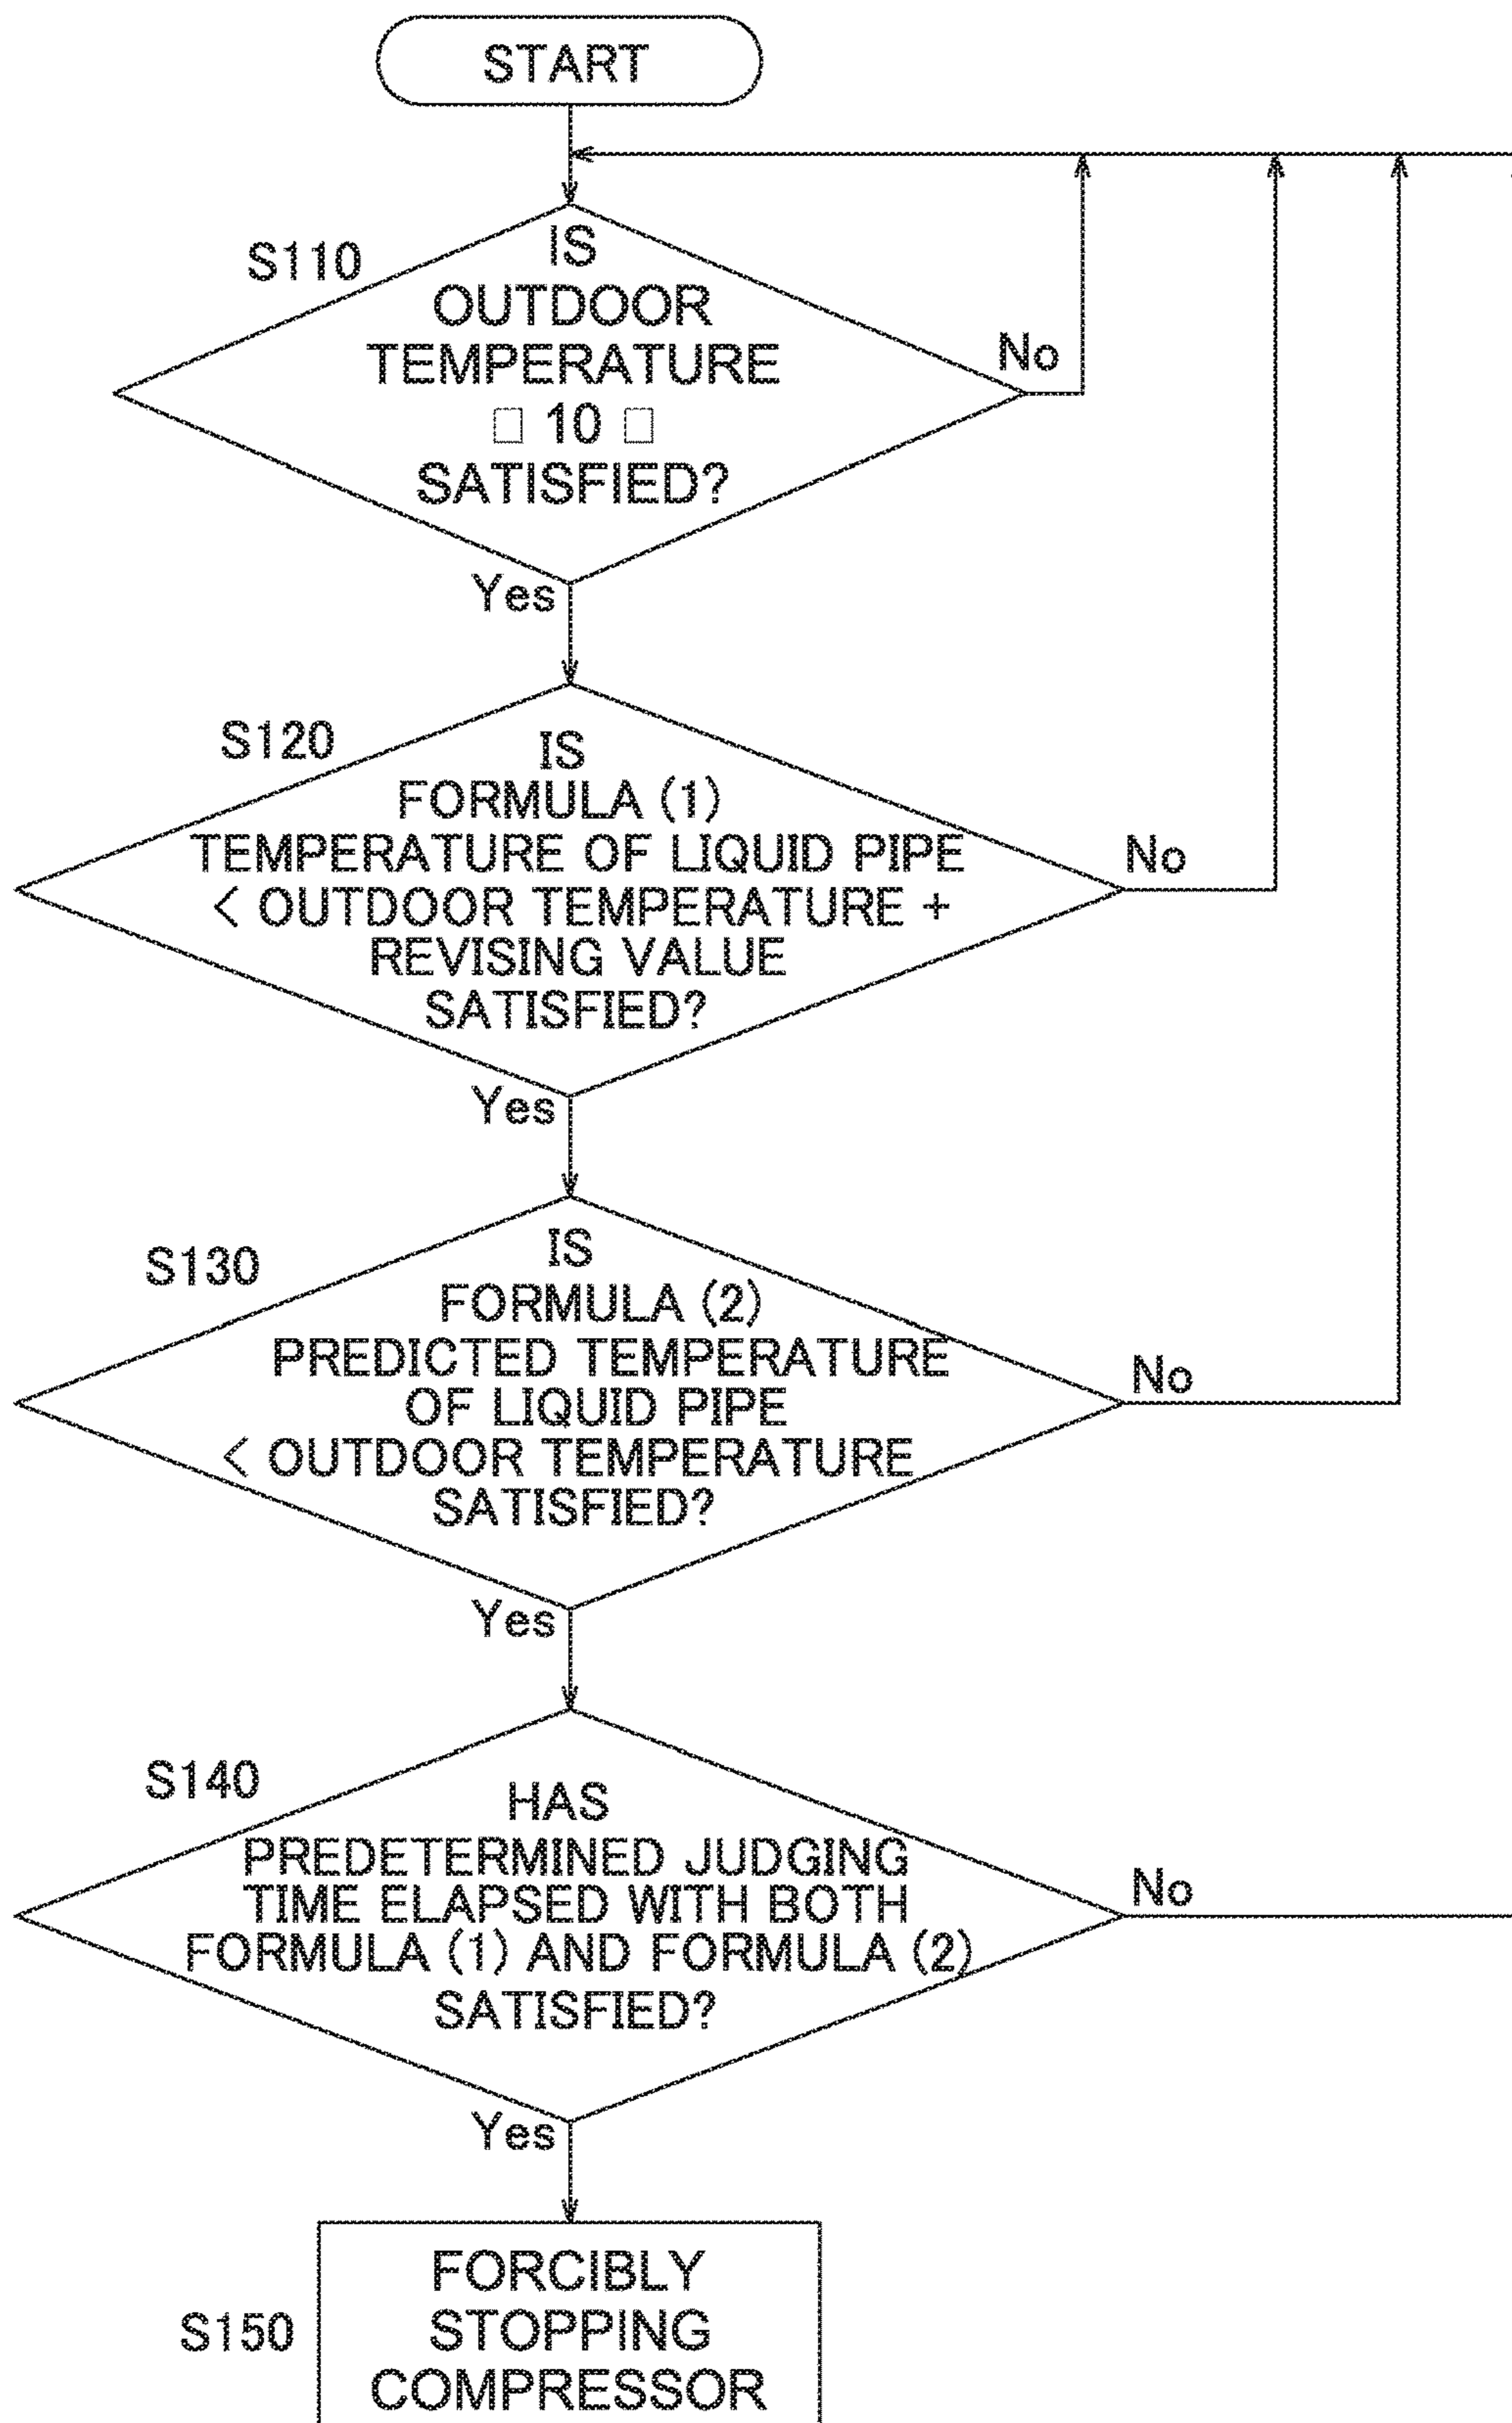 START
S110
IS
OUTDOOR
TEMPERATURE
□ 10 □
SATISFIED?
No
Yes
S120
IS
FORMULA (1)
TEMPERATURE OF LIQUID PIPE
< OUTDOOR TEMPERATURE +
REVISING VALUE
SATISFIED?
No
Yes
S130
IS
FORMULA (2)
PREDICTED TEMPERATURE
OF LIQUID PIPE
< OUTDOOR TEMPERATURE
SATISFIED?
No
Yes
S140
HAS
PREDETERMINED JUDGING
TIME ELAPSED WITH BOTH
FORMULA (1) AND FORMULA (2)
SATISFIED?
No
Yes
S150
FORCIBLY
STOPPING
COMPRESSOR